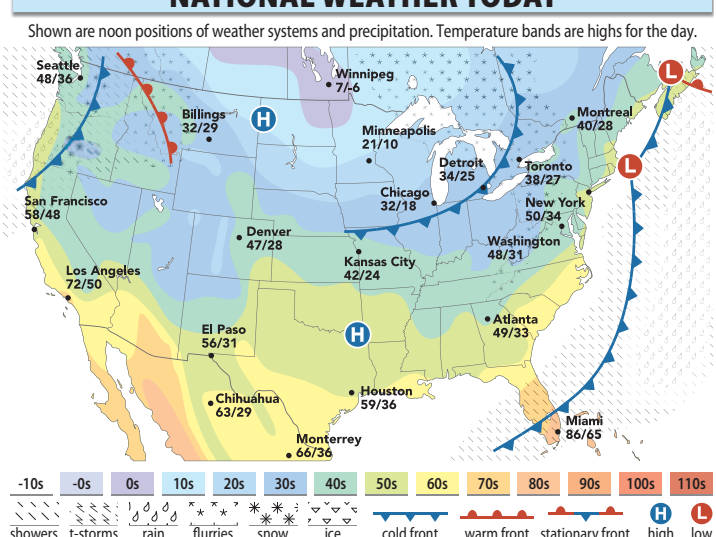 NATIONAL WEATHER TODAY
Shown are noon positions of weather systems and precipitation. Temperature bands are highs for the day.
Seattle
48/36
Winnipeg
7/-6
L
Billings
32/29
H
Montreal
40/28
Minneapolis
21/10
Detroit
34/25
Toronto
38/27
L
Chicago
32/18
San Francisco
58/48
New York
50/34
Denver
47/28
Washington
48/31
Kansas City
42/24
Los Angeles
72/50
Atlanta
49/33
El Paso
56/31
H
Houston
59/36
Chihuahua
63/29
Miami
86/65
Monterrey
66/36
-10s -0s 0s 10s 20s 30s 40s 50s 60s 70s 80s 90s 100s 110s
H L
showers t-storms rain flurries snow ice cold front warm front stationary front high low